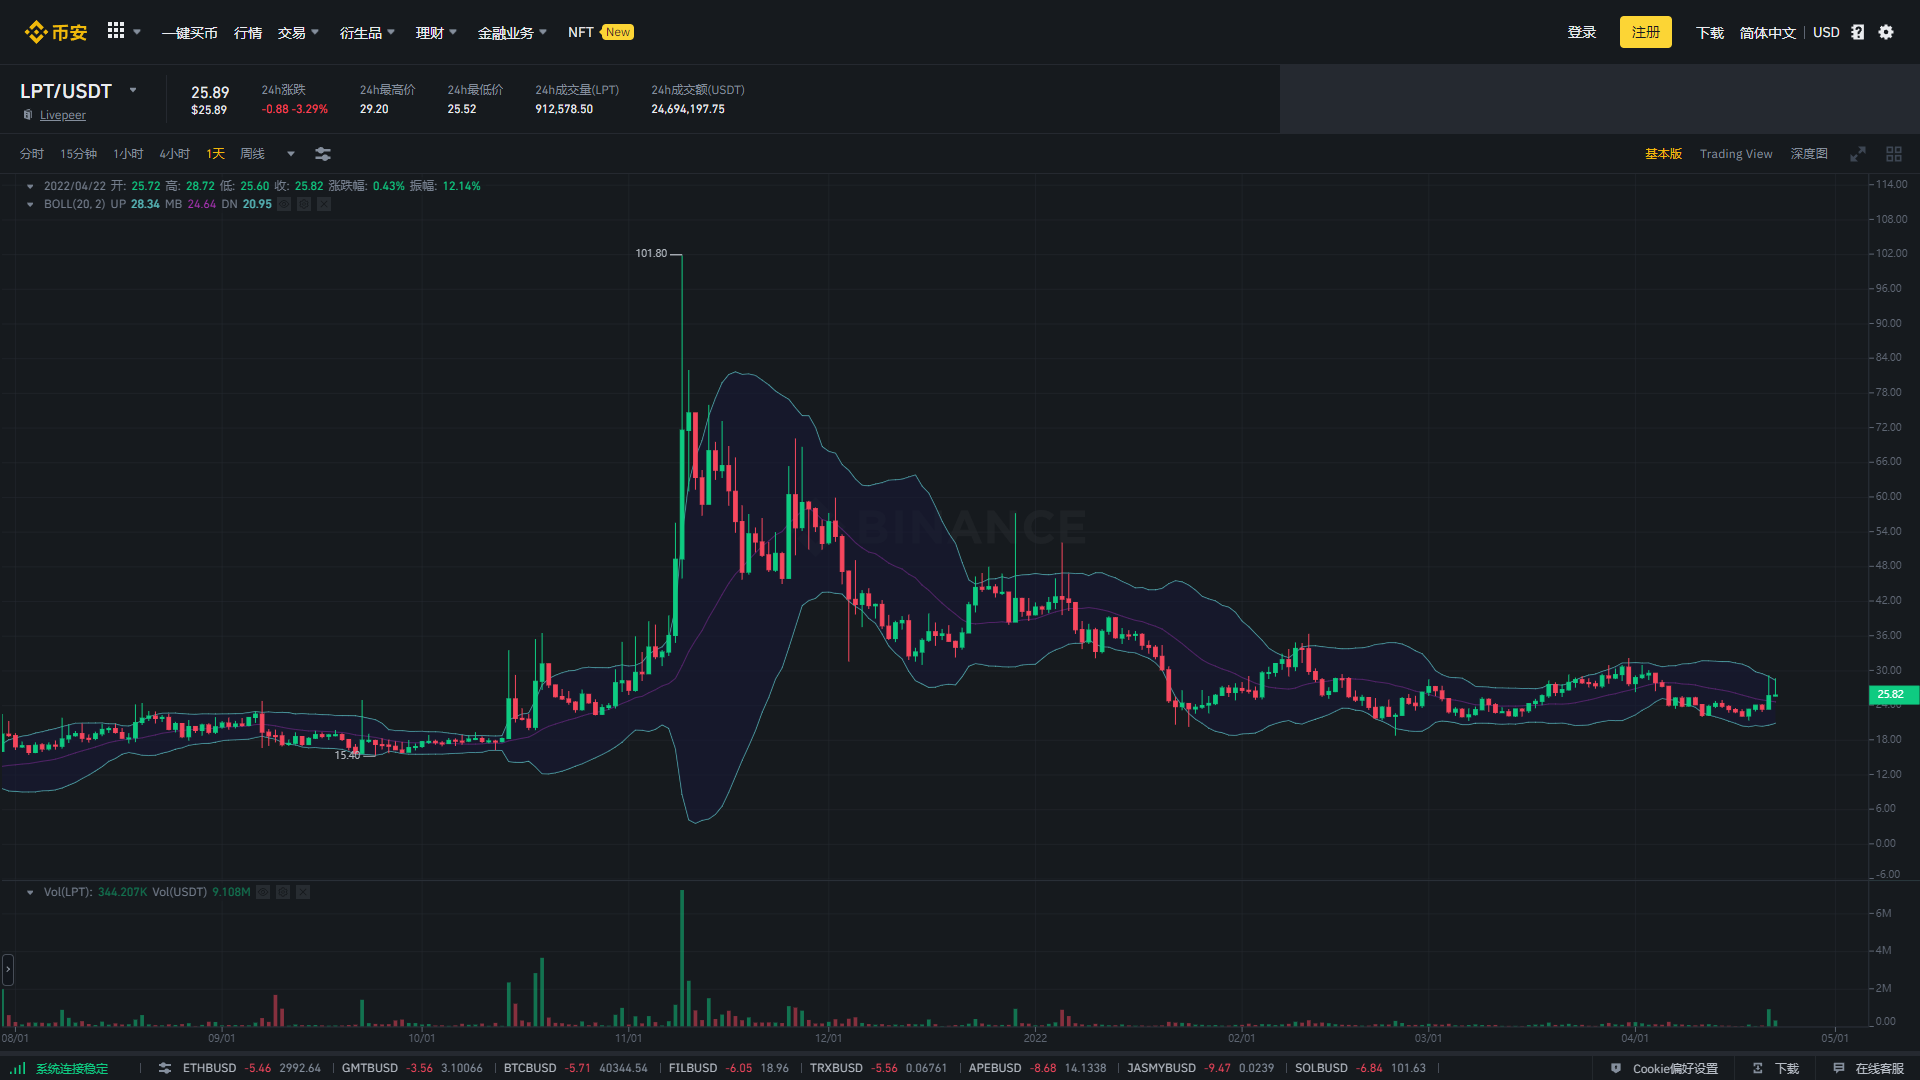 币安 一键买币 行情 交易 衍生品 理财 金融业务 NFT New 登录 注册 下载 简体中文 USD
LPT/USDT 25.89 24h涨跌 24h最高价 24h最低价 24h成交量(LPT) 24h成交额(USDT)
Livepeer $25.89 -0.88 -3.29% 29.20 25.52 912,578.50 24,694,197.75
分时 15分钟 1小时 4小时 1天 周线 基本版 Trading View 深度图
2022/04/22 开: 25.72 高: 28.72 低: 25.60 收: 25.82 涨跌幅: 0.43% 振幅: 12.14%
BOLL(20, 2) UP 28.34 MB 24.64 DN 20.95
114.00
108.00
101.80
102.00
96.00
90.00
84.00
78.00
72.00
66.00
60.00
BINANCE
54.00
48.00
42.00
36.00
30.00
25.82
24.00
18.00
15.40
12.00
6.00
0.00
-6.00
Vol(LPT): 344.207K Vol(USDT) 9.108M
6M
4M
2M
0.00
08/01 09/01 10/01 11/01 12/01 2022 02/01 03/01 04/01 05/01
系统连接稳定 ETHBUSD -5.46 2992.64 GMTBUSD -3.56 3.10066 BTCBUSD -5.71 40344.54 FILBUSD -6.05 18.96 TRXBUSD -5.56 0.06761 APEBUSD -8.68 14.1338 JASMYBUSD -9.47 0.0239 SOLBUSD -6.84 101.63 Cookie偏好设置 下载 在线客服